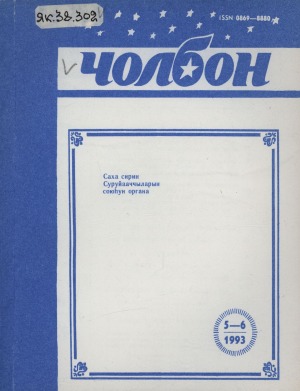 ЯК.38.302
ISSN 0869—8880
V
ЧОЛБОН
Саха сирин
Суруйааччыларын
союһун органа
5—6
1993